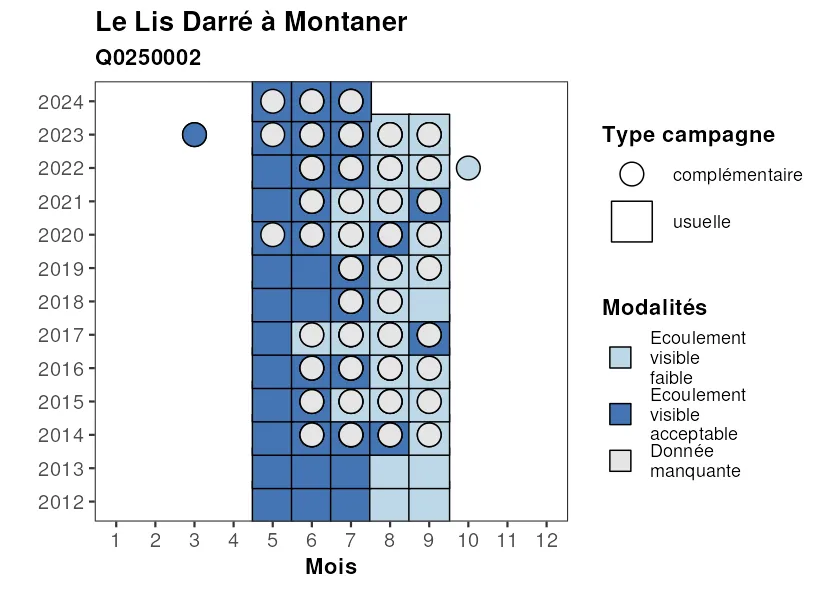 Le Lis Darré à Montaner
Q0250002
2024
2023
2022
2021
2020
2019
2018
2017
2016
2015
2014
2013
2012
1 2 3 4 5 6 7 8 9 10 11 12
Mois
Type campagne
complémentaire
usuelle
Modalités
Ecoulement
visible
faible
Ecoulement
visible
acceptable
Donnée
manquante